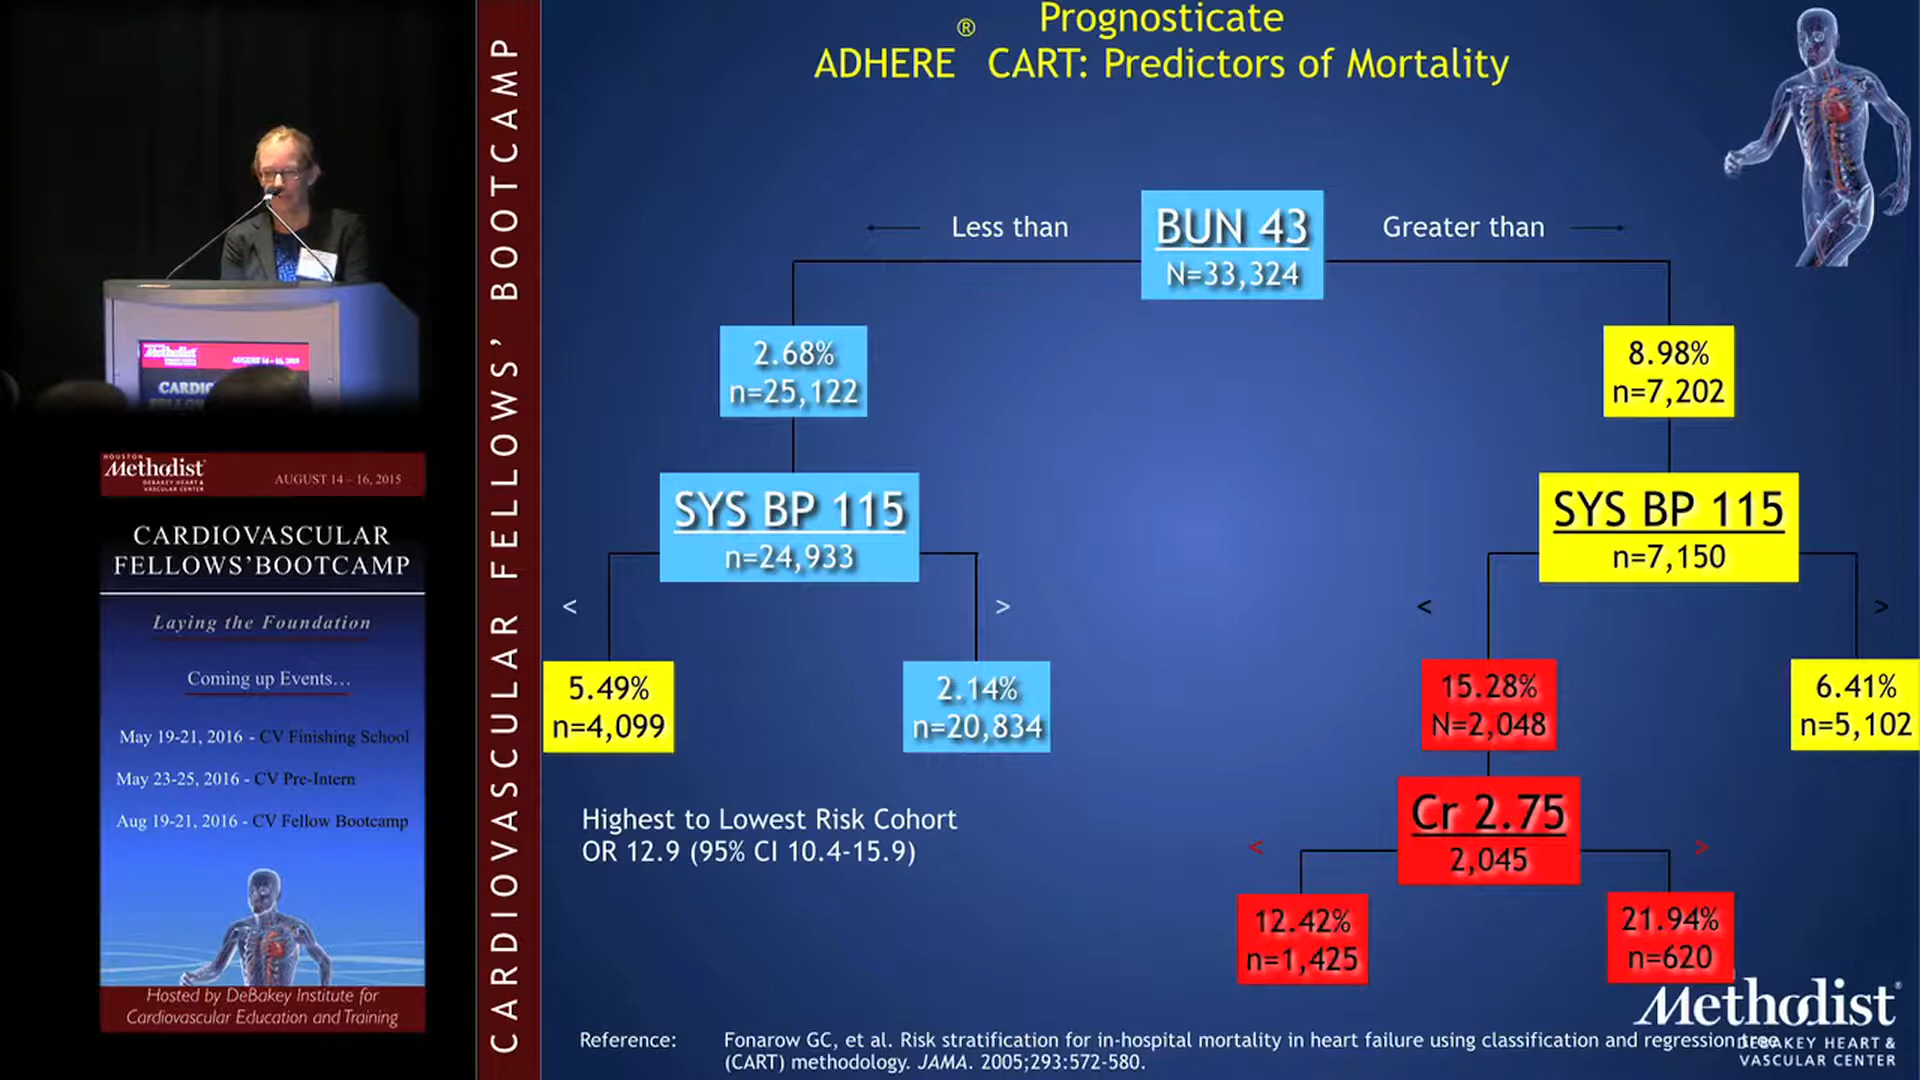 Prognosticate
ADHERE® CART: Predictors of Mortality
Less than
BUN 43
N=33,324
Greater than
2.68%
n=25,122
8.98%
n=7,202
SYS BP 115
n=24,933
SYS BP 115
n=7,150
<
>
<
>
5.49%
n=4,099
2.14%
n=20,834
15.28%
N=2,048
6.41%
n=5,102
Cr 2.75
2,045
<
>
12.42%
n=1,425
21.94%
n=620
Highest to Lowest Risk Cohort
OR 12.9 (95% CI 10.4-15.9)
Reference:
Fonarow GC, et al. Risk stratification for in-hospital mortality in heart failure using classification and regression tree
(CART) methodology. JAMA. 2005;293:572-580.
Methodist®
DEBAKEY HEART &
VASCULAR CENTER
CARDIOVASCULAR FELLOWS' BOOTCAMP
Methodist
AUGUST 14 - 16, 2015
CARDIO
HOUSTON
Methodist
DEBAKEY HEART &
VASCULAR CENTER
AUGUST 14 – 16, 2015
CARDIOVASCULAR
FELLOWS'BOOTCAMP
Laying the Foundation
Coming up Events…
May 19-21, 2016 - CV Finishing School
May 23-25, 2016 - CV Pre-Intern
Aug 19-21, 2016 - CV Fellow Bootcamp
Hosted by DeBakey Institute for
Cardiovascular Education and Training